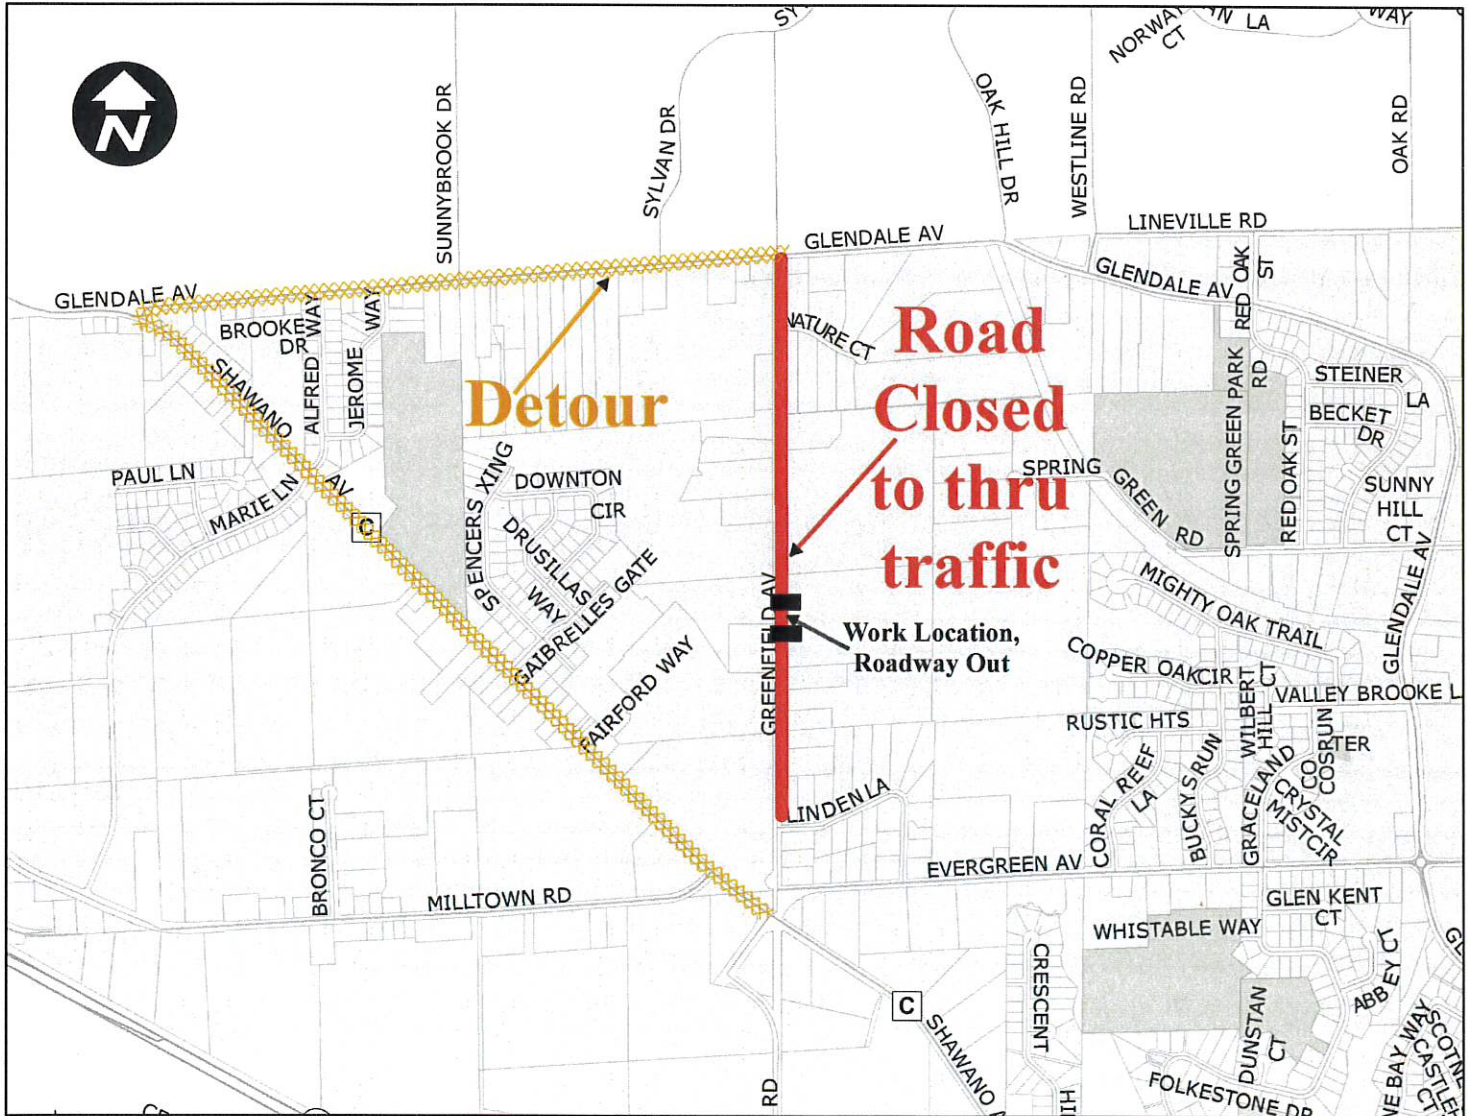 N
SUNNYBROOK DR
SYLVAN DR
OAK HILL DR
WESTLINE RD
NORWAY
CT
LA
WAY
OAK RD
LINEVILLE RD
GLENDALE AV
GLENDALE AV
GLENDALE AV
RED OAK
ST
BROOKE
DR
ALFRED WAY
JEROME WAY
SHAWANO
AV
C
PAUL LN
MARIE LN
Detour
NATURE CT
Road
Closed
to thru
traffic
SPRING GREEN PARK
RD
STEINER
LA
BECKET
DR
RED OAK ST
SUNNY
HILL
CT
SPRING
GREEN RD
SPENCERS XING
DOWNTON
CIR
DRUSILLAS
WAY
GAIBRELLES GATE
FAIRFORD WAY
GREENFIELD AV
Work Location,
Roadway Out
MIGHTY OAK TRAIL
GLENDALE AV
COPPER OAK CIR
WILBERT
HILL CT
VALLEY BROOKE L
RUSTIC HTS
CORAL REEF
LA
BUCKYS RUN
GRACELAND
TER
CO
COSRUN
CRYSTAL
MISTCIR
LINDEN LA
EVERGREEN AV
BRONCO CT
MILLTOWN RD
GLEN KENT
CT
WHISTABLE WAY
ABBEY CT
CRESCENT
C
SHAWANO
DUNSTAN
CT
FOLKESTONE DR
RD